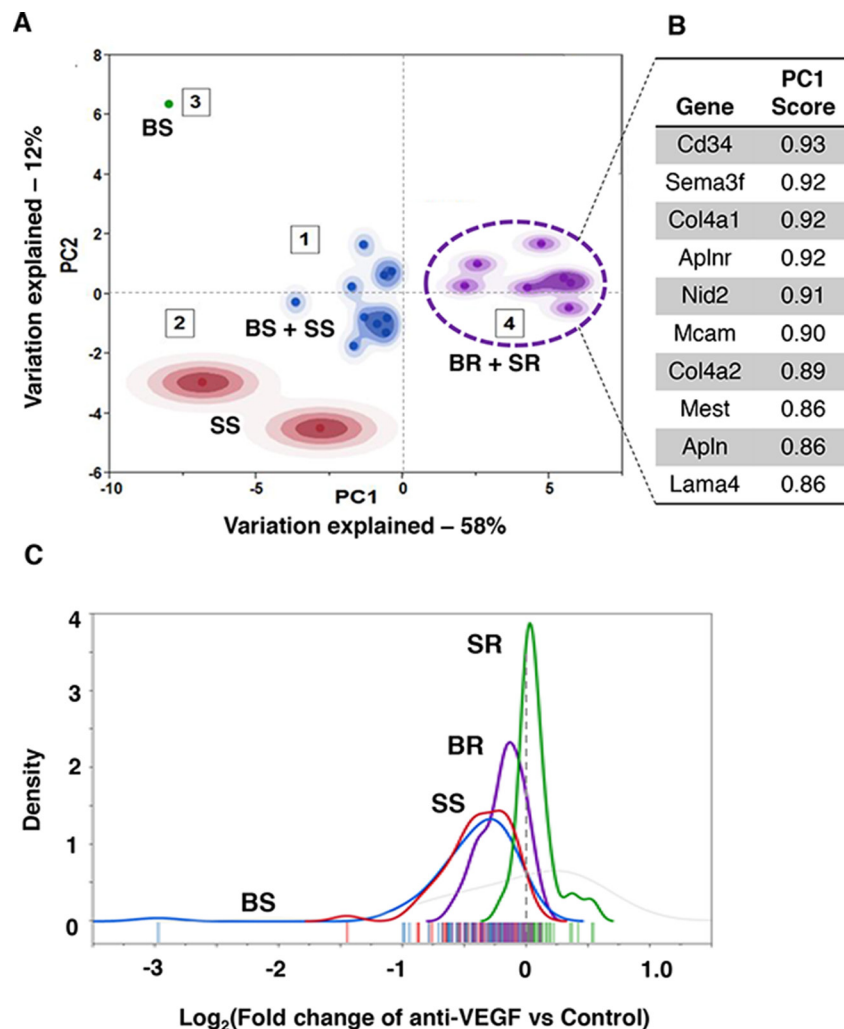 A
B
8
6
4
2
0
-2
-4
-6
Variation explained – 12%
PC2
3
BS
1
2
BS + SS
4
BR + SR
SS
-10
-5
0
5
PC1
Variation explained – 58%
Gene PC1 Score
Cd34 0.93
Sema3f 0.92
Col4a1 0.92
Aplnr 0.92
Nid2 0.91
Mcam 0.90
Col4a2 0.89
Mest 0.86
Apln 0.86
Lama4 0.86
C
4
3
2
1
0
Density
SR
BR
SS
BS
-3
-2
-1
0
1.0
Log₂(Fold change of anti-VEGF vs Control)